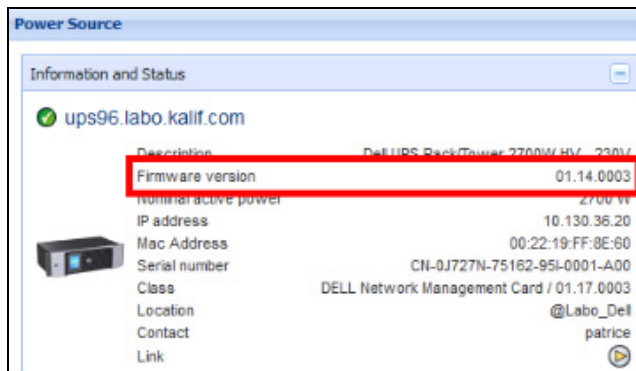 Power Source
Information and Status
ups96.labo.kalif.com
Description Dell UPS Rack/Tower 2700W HV 230V
Firmware version 01.14.0003
Nominal active power 2700 W
IP address 10.130.36.20
Mac Address 00:22:19:FF:8E:60
Serial number CN-0J727N-75162-95I-0001-A00
Class DELL Network Management Card / 01.17.0003
Location @Labo_Dell
Contact patrice
Link